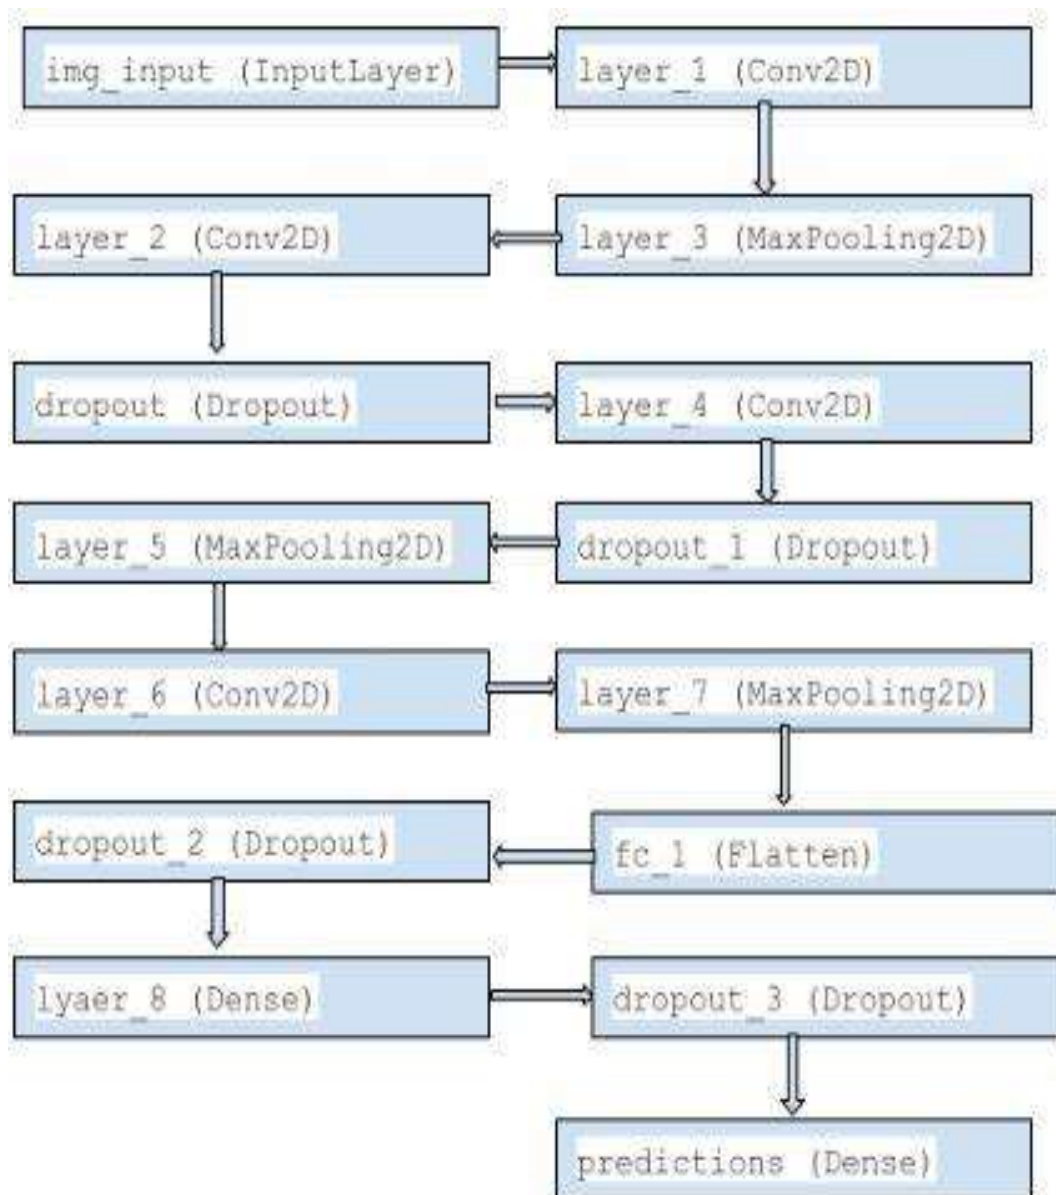 img_input (InputLayer)
layer_1 (Conv2D)
layer_2 (Conv2D)
layer_3 (MaxPooling2D)
dropout (Dropout)
layer_4 (Conv2D)
layer_5 (MaxPooling2D)
dropout_1 (Dropout)
layer_6 (Conv2D)
layer_7 (MaxPooling2D)
dropout_2 (Dropout)
fc_1 (Flatten)
lyaer_8 (Dense)
dropout_3 (Dropout)
predictions (Dense)